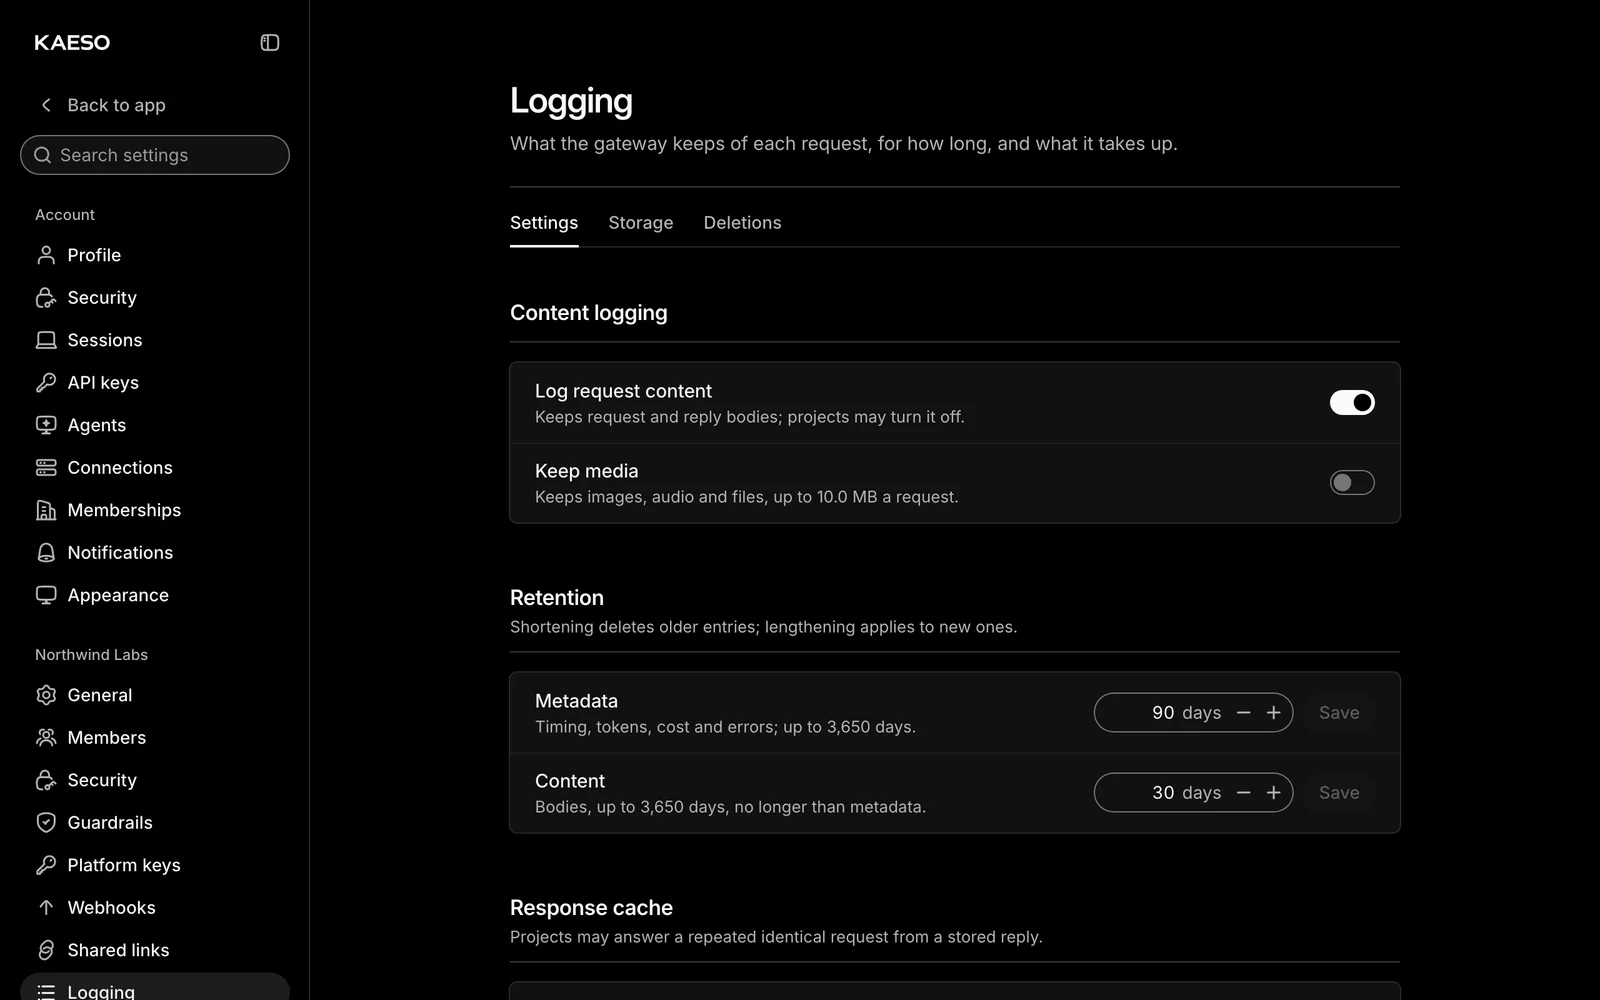 KAESO
Back to app
Search settings
Account
Profile
Security
Sessions
API keys
Agents
Connections
Memberships
Notifications
Appearance
Northwind Labs
General
Members
Security
Guardrails
Platform keys
Webhooks
Shared links
Logging
Logging
What the gateway keeps of each request, for how long, and what it takes up.
Settings Storage Deletions
Content logging
Log request content
Keeps request and reply bodies; projects may turn it off.
Keep media
Keeps images, audio and files, up to 10.0 MB a request.
Retention
Shortening deletes older entries; lengthening applies to new ones.
Metadata
Timing, tokens, cost and errors; up to 3,650 days.
90 days − + Save
Content
Bodies, up to 3,650 days, no longer than metadata.
30 days − + Save
Response cache
Projects may answer a repeated identical request from a stored reply.